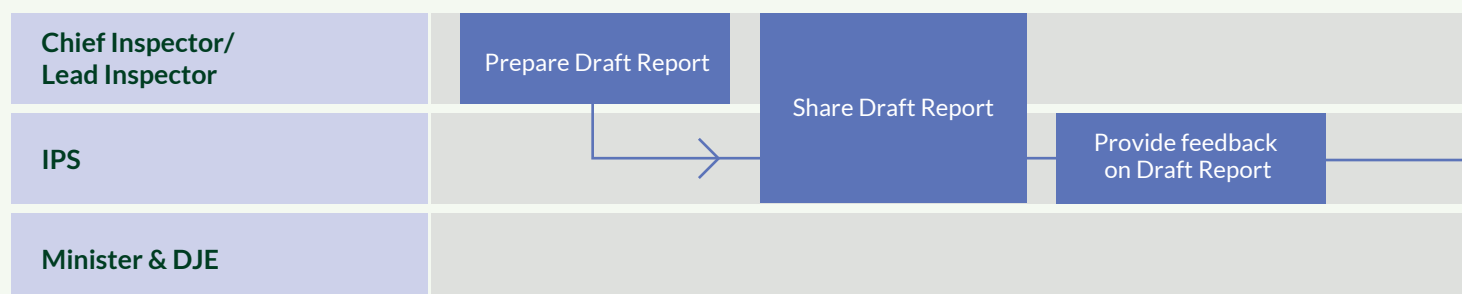 Chief Inspector/
Lead Inspector
Prepare Draft Report
Share Draft Report
IPS
Provide feedback
on Draft Report
Minister & DJE